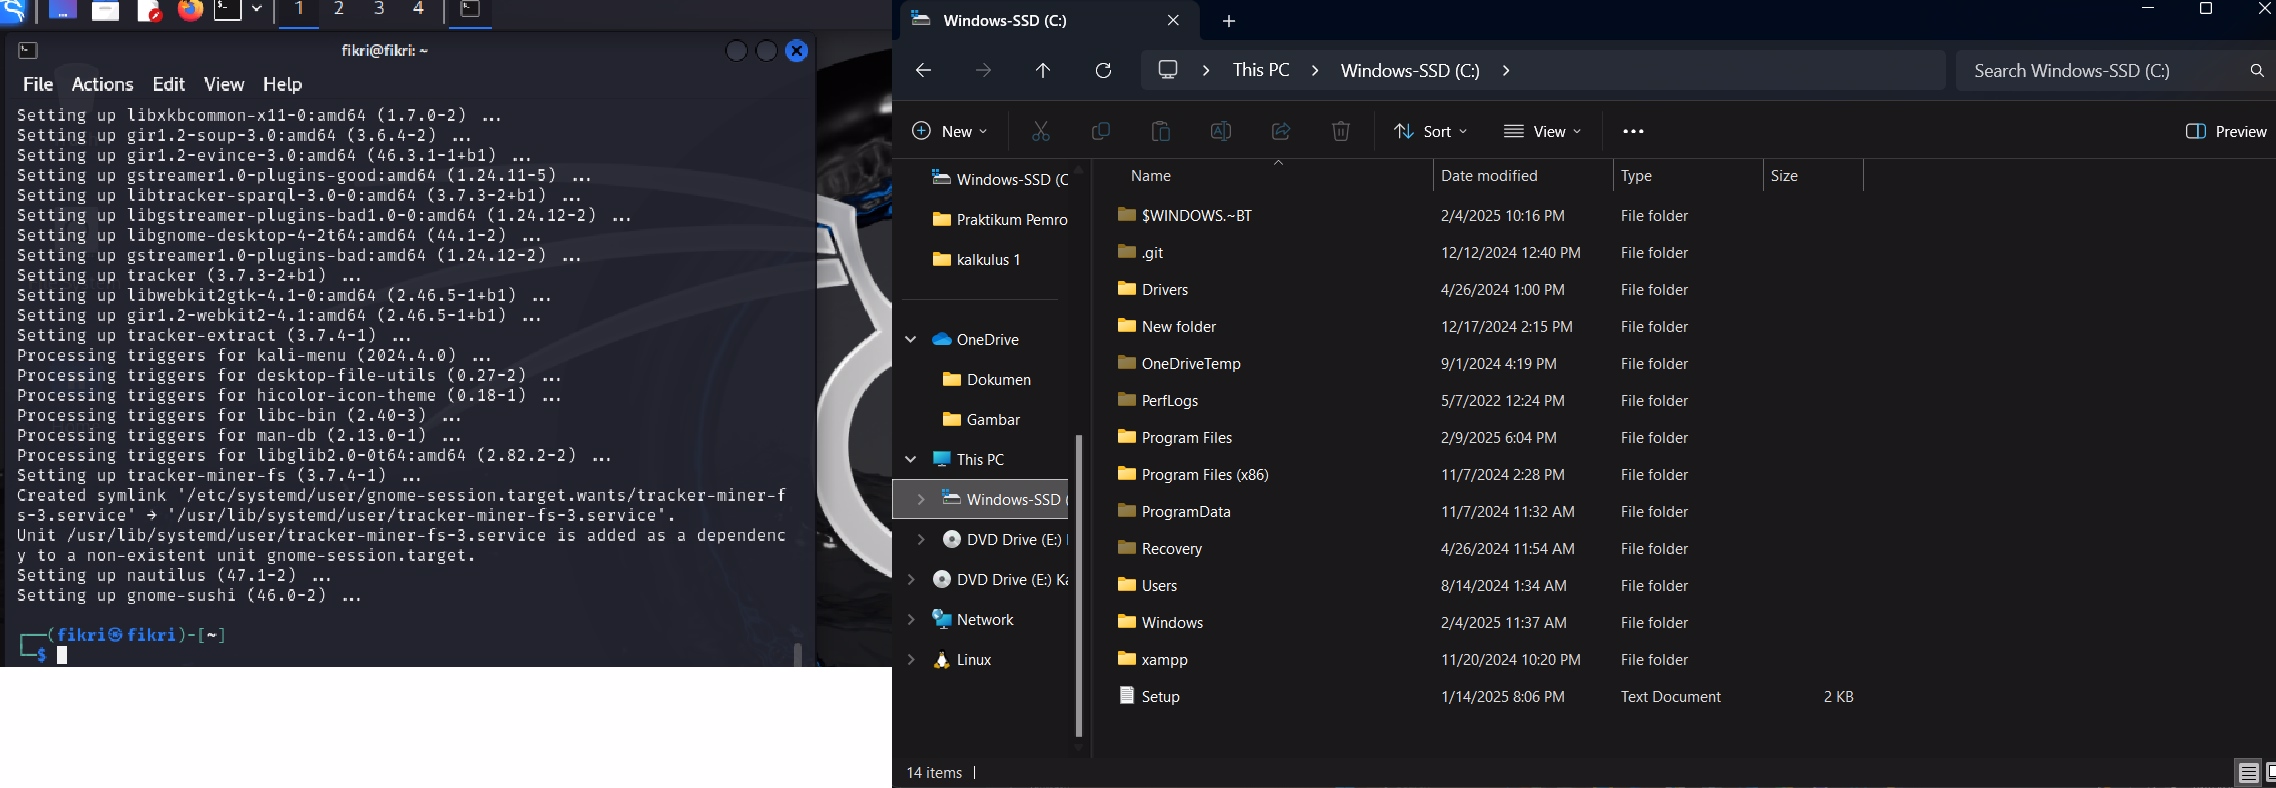 1 2 3 4
fikri@fikri: ~
File Actions Edit View Help
Setting up libxkbcommon-x11-0:amd64 (1.7.0-2) ...
Setting up gir1.2-soup-3.0:amd64 (3.6.4-2) ...
Setting up gir1.2-evince-3.0:amd64 (46.3.1-1+b1) ...
Setting up gstreamer1.0-plugins-good:amd64 (1.24.11-5) ...
Setting up libtracker-sparql-3.0-0:amd64 (3.7.3-2+b1) ...
Setting up libgstreamer-plugins-bad1.0-0:amd64 (1.24.12-2) ...
Setting up libgnome-desktop-4-2t64:amd64 (44.1-2) ...
Setting up gstreamer1.0-plugins-bad:amd64 (1.24.12-2) ...
Setting up tracker (3.7.3-2+b1) ...
Setting up libwebkit2gtk-4.1-0:amd64 (2.46.5-1+b1) ...
Setting up gir1.2-webkit2-4.1:amd64 (2.46.5-1+b1) ...
Setting up tracker-extract (3.7.4-1) ...
Processing triggers for kali-menu (2024.4.0) ...
Processing triggers for desktop-file-utils (0.27-2) ...
Processing triggers for hicolor-icon-theme (0.18-1) ...
Processing triggers for libc-bin (2.40-3) ...
Processing triggers for man-db (2.13.0-1) ...
Processing triggers for libglib2.0-0t64:amd64 (2.82.2-2) ...
Setting up tracker-miner-fs (3.7.4-1) ...
Created symlink '/etc/systemd/user/gnome-session.target.wants/tracker-miner-f
s-3.service' → '/usr/lib/systemd/user/tracker-miner-fs-3.service'.
Unit /usr/lib/systemd/user/tracker-miner-fs-3.service is added as a dependenc
y to a non-existent unit gnome-session.target.
Setting up nautilus (47.1-2) ...
Setting up gnome-sushi (46.0-2) ...
┌──(fikri㉿fikri)-[~]
└─$
Windows-SSD (C:)
This PC > Windows-SSD (C:) >
Search Windows-SSD (C:)
New Sort View ... Preview
Windows-SSD (C
Praktikum Pemro
kalkulus 1
OneDrive
Dokumen
Gambar
This PC
Windows-SSD (
DVD Drive (E:)
DVD Drive (E:) Ka
Network
Linux
Name Date modified Type Size
$WINDOWS.~BT 2/4/2025 10:16 PM File folder
.git 12/12/2024 12:40 PM File folder
Drivers 4/26/2024 1:00 PM File folder
New folder 12/17/2024 2:15 PM File folder
OneDriveTemp 9/1/2024 4:19 PM File folder
PerfLogs 5/7/2022 12:24 PM File folder
Program Files 2/9/2025 6:04 PM File folder
Program Files (x86) 11/7/2024 2:28 PM File folder
ProgramData 11/7/2024 11:32 AM File folder
Recovery 4/26/2024 11:54 AM File folder
Users 8/14/2024 1:34 AM File folder
Windows 2/4/2025 11:37 AM File folder
xampp 11/20/2024 10:20 PM File folder
Setup 1/14/2025 8:06 PM Text Document 2 KB
14 items